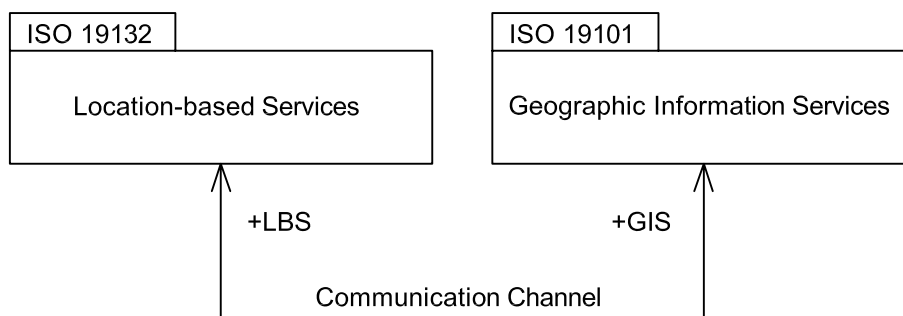 ISO 19132
Location-based Services
ISO 19101
Geographic Information Services
+LBS
+GIS
Communication Channel